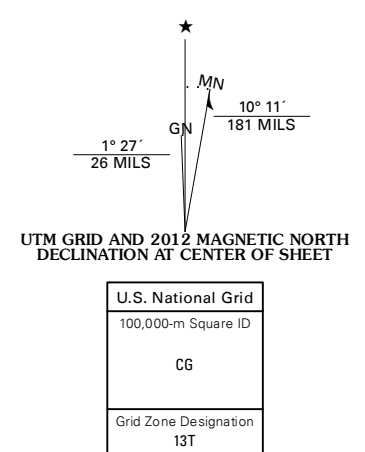 ★
MN
GN
10° 11´
181 MILS
1° 27´
26 MILS
UTM GRID AND 2012 MAGNETIC NORTH
DECLINATION AT CENTER OF SHEET
U.S. National Grid
100,000-m Square ID
CG
Grid Zone Designation
13T